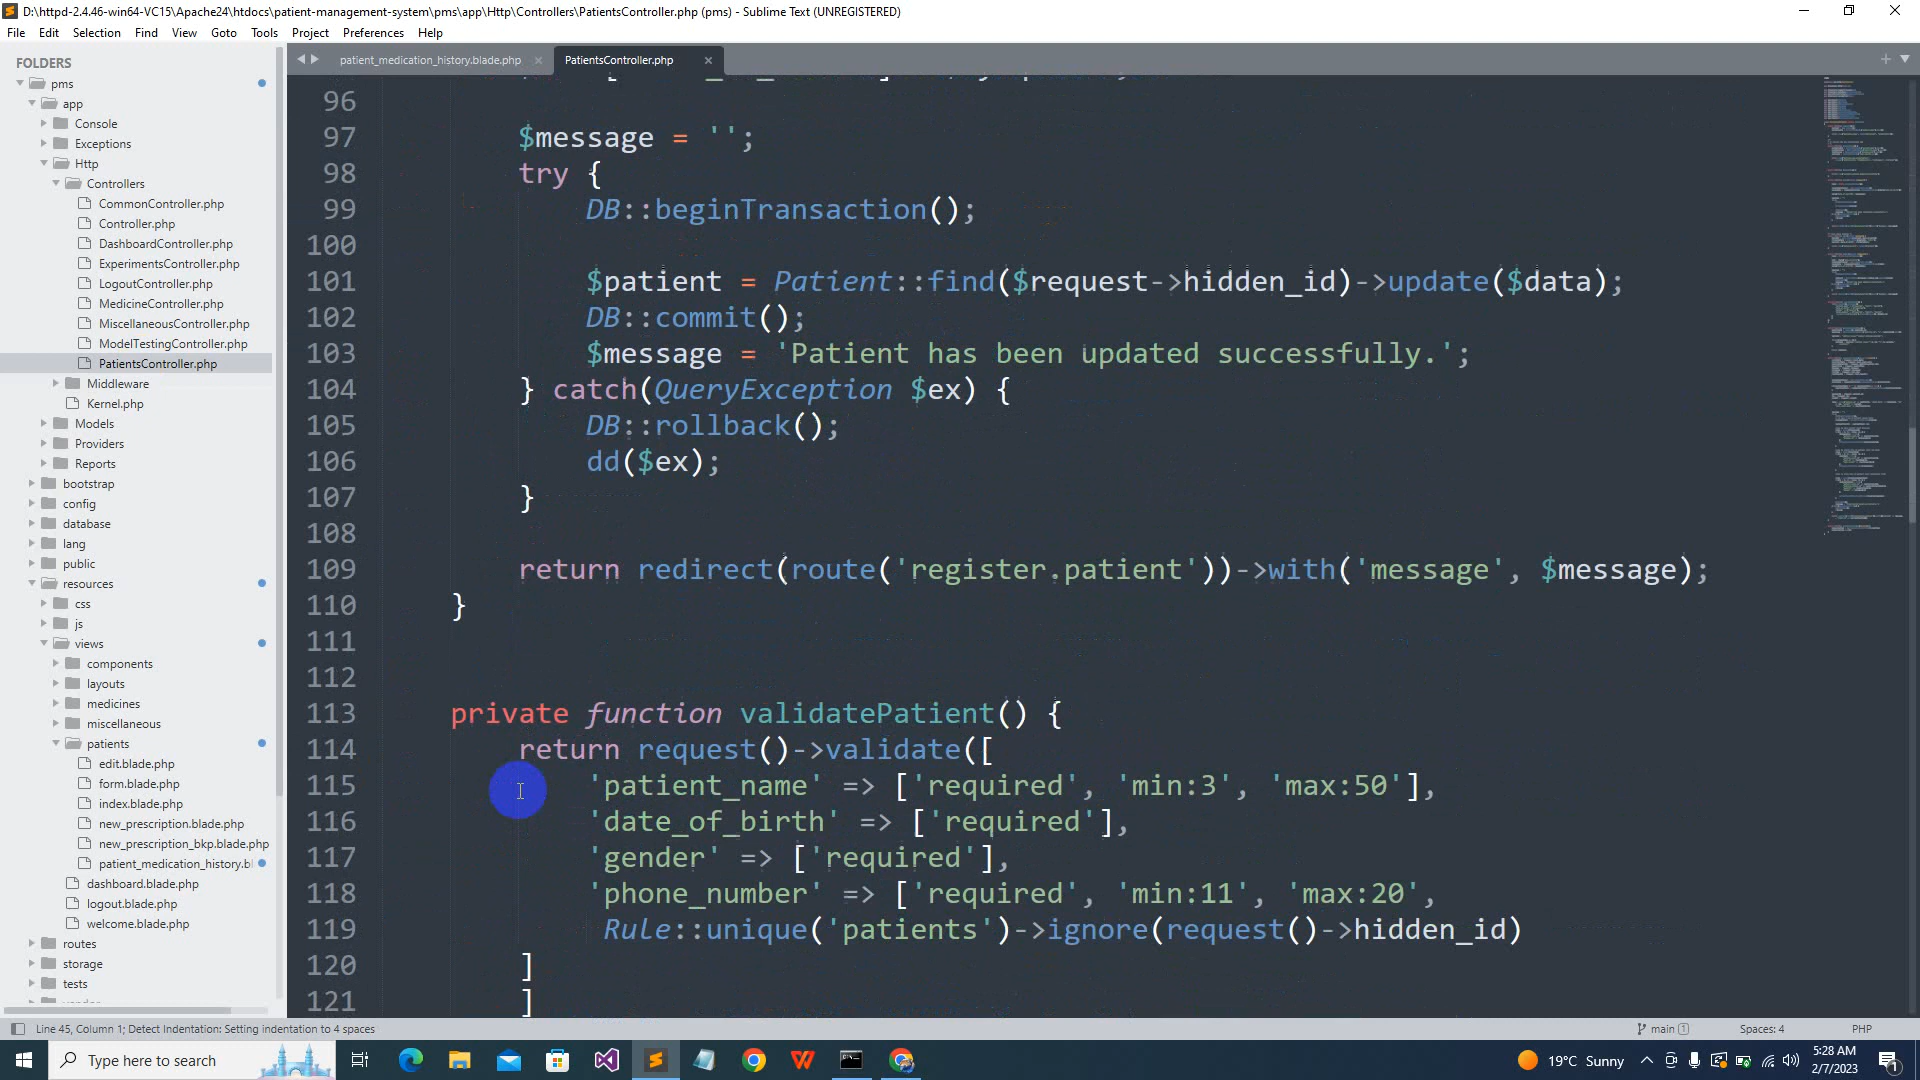 D:\httpd-2.4.46-win64-VC15\Apache24\htdocs\patient-management-system\pms\app\Http\Controllers\PatientsController.php (pms) - Sublime Text (UNREGISTERED)
File Edit Selection Find View Goto Tools Project Preferences Help
FOLDERS
pms
app
Console
Exceptions
Http
Controllers
CommonController.php
Controller.php
DashboardController.php
ExperimentsController.php
LogoutController.php
MedicineController.php
MiscellaneousController.php
ModelTestingController.php
PatientsController.php
Middleware
Kernel.php
Models
Providers
Reports
bootstrap
config
database
lang
public
resources
css
js
views
components
layouts
medicines
miscellaneous
patients
edit.blade.php
form.blade.php
index.blade.php
new_prescription.blade.php
new_prescription_bkp.blade.php
patient_medication_history.bl
dashboard.blade.php
logout.blade.php
welcome.blade.php
routes
storage
tests
patient_medication_history.blade.php × PatientsController.php ×
96
97 $message = '';
98 try {
99 DB::beginTransaction();
100
101 $patient = Patient::find($request->hidden_id)->update($data);
102 DB::commit();
103 $message = 'Patient has been updated successfully.';
104 } catch(QueryException $ex) {
105 DB::rollback();
106 dd($ex);
107 }
108
109 return redirect(route('register.patient'))->with('message', $message);
110 }
111
112
113 private function validatePatient() {
114 return request()->validate([
115 'patient_name' => ['required', 'min:3', 'max:50'],
116 'date_of_birth' => ['required'],
117 'gender' => ['required'],
118 'phone_number' => ['required', 'min:11', 'max:20',
119 Rule::unique('patients')->ignore(request()->hidden_id)
120 ]
121 ]
Line 45, Column 1; Detect Indentation: Setting indentation to 4 spaces
main 1 Spaces: 4 PHP
Type here to search
19°C Sunny
5:28 AM
2/7/2023
1